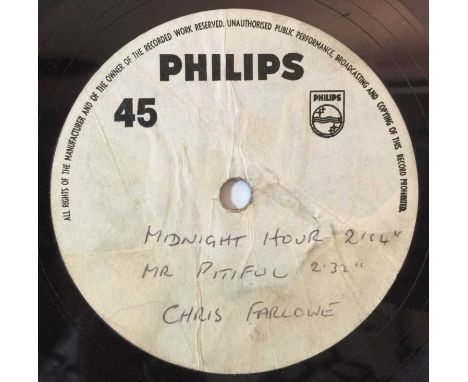 ALL RIGHTS OF THE MANUFACTURER AND OF THE OWNER OF THE RECORDED WORK RESERVED. UNAUTHORISED PUBLIC PERFORMANCE, BROADCASTING AND COPYING OF THIS RECORD PROHIBITED.
PHILIPS
45
PHILIPS
MIDNIGHT HOUR 2'14"
MR PITIFUL 2'32"
CHRIS FARLOWE